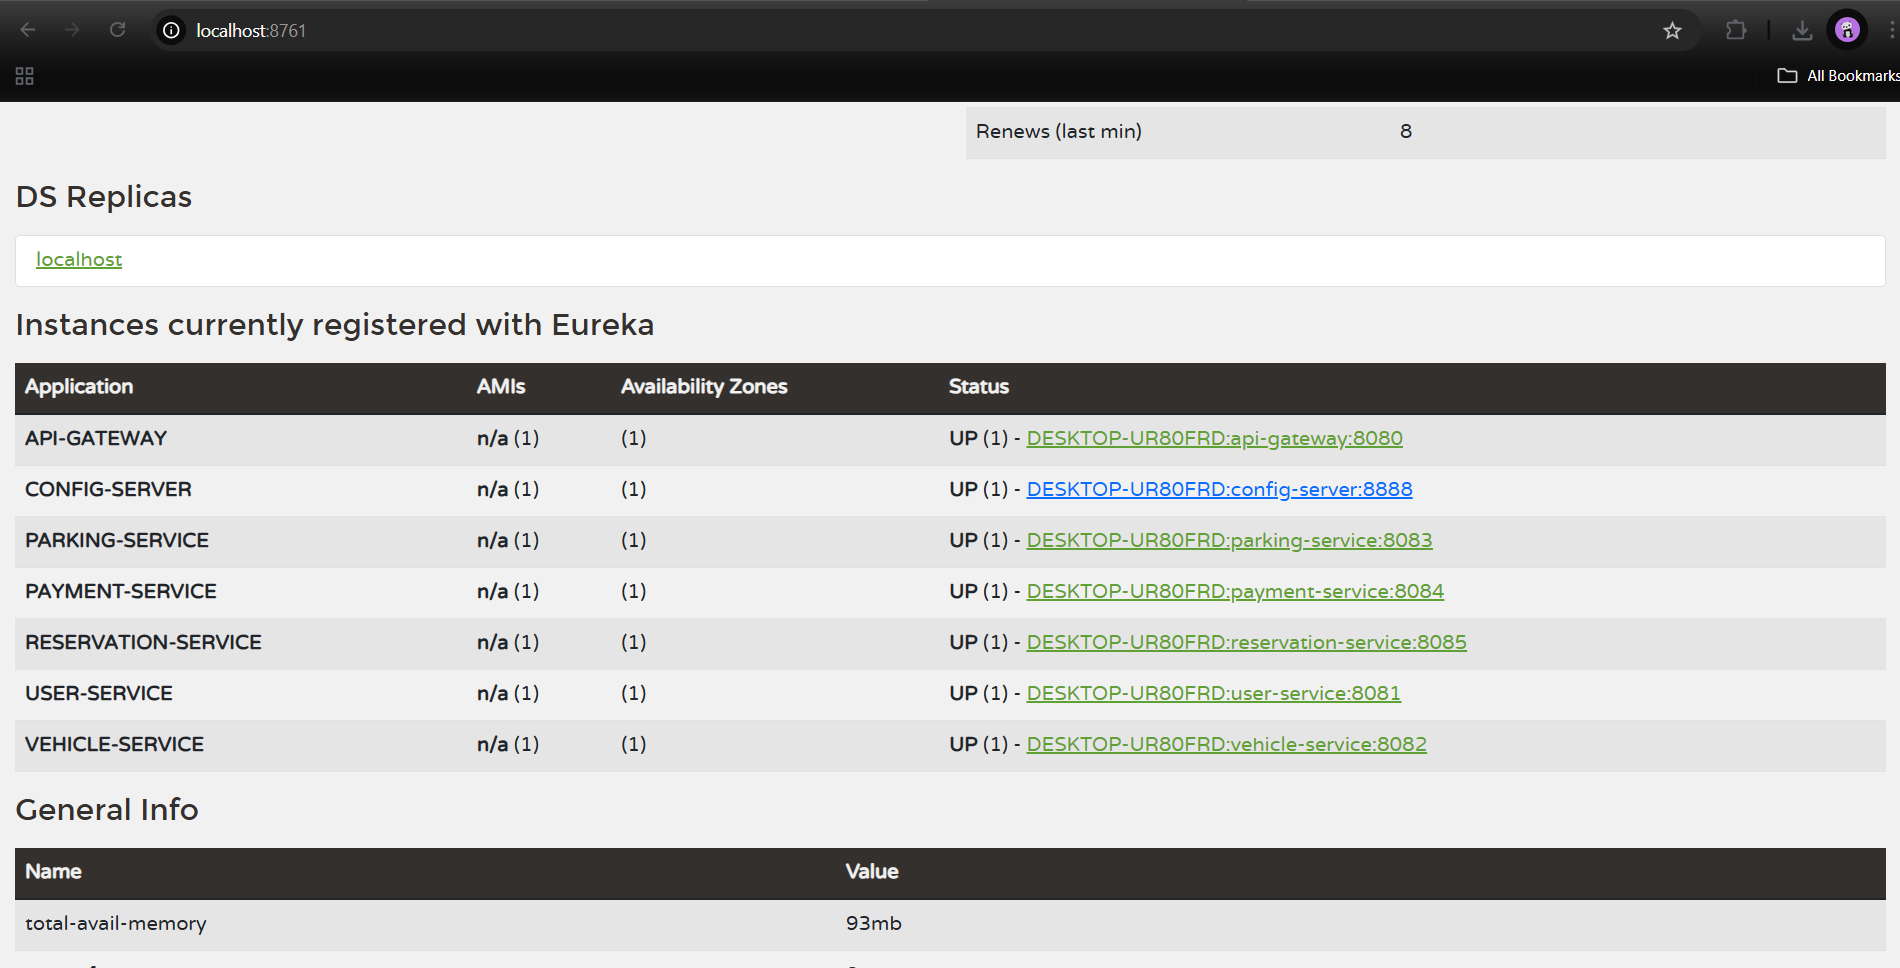 localhost:8761
All Bookmarks
Renews (last min) 8
DS Replicas
localhost
Instances currently registered with Eureka
Application AMIs Availability Zones Status
API-GATEWAY n/a (1) (1) UP (1) - DESKTOP-UR80FRD:api-gateway:8080
CONFIG-SERVER n/a (1) (1) UP (1) - DESKTOP-UR80FRD:config-server:8888
PARKING-SERVICE n/a (1) (1) UP (1) - DESKTOP-UR80FRD:parking-service:8083
PAYMENT-SERVICE n/a (1) (1) UP (1) - DESKTOP-UR80FRD:payment-service:8084
RESERVATION-SERVICE n/a (1) (1) UP (1) - DESKTOP-UR80FRD:reservation-service:8085
USER-SERVICE n/a (1) (1) UP (1) - DESKTOP-UR80FRD:user-service:8081
VEHICLE-SERVICE n/a (1) (1) UP (1) - DESKTOP-UR80FRD:vehicle-service:8082
General Info
Name Value
total-avail-memory 93mb